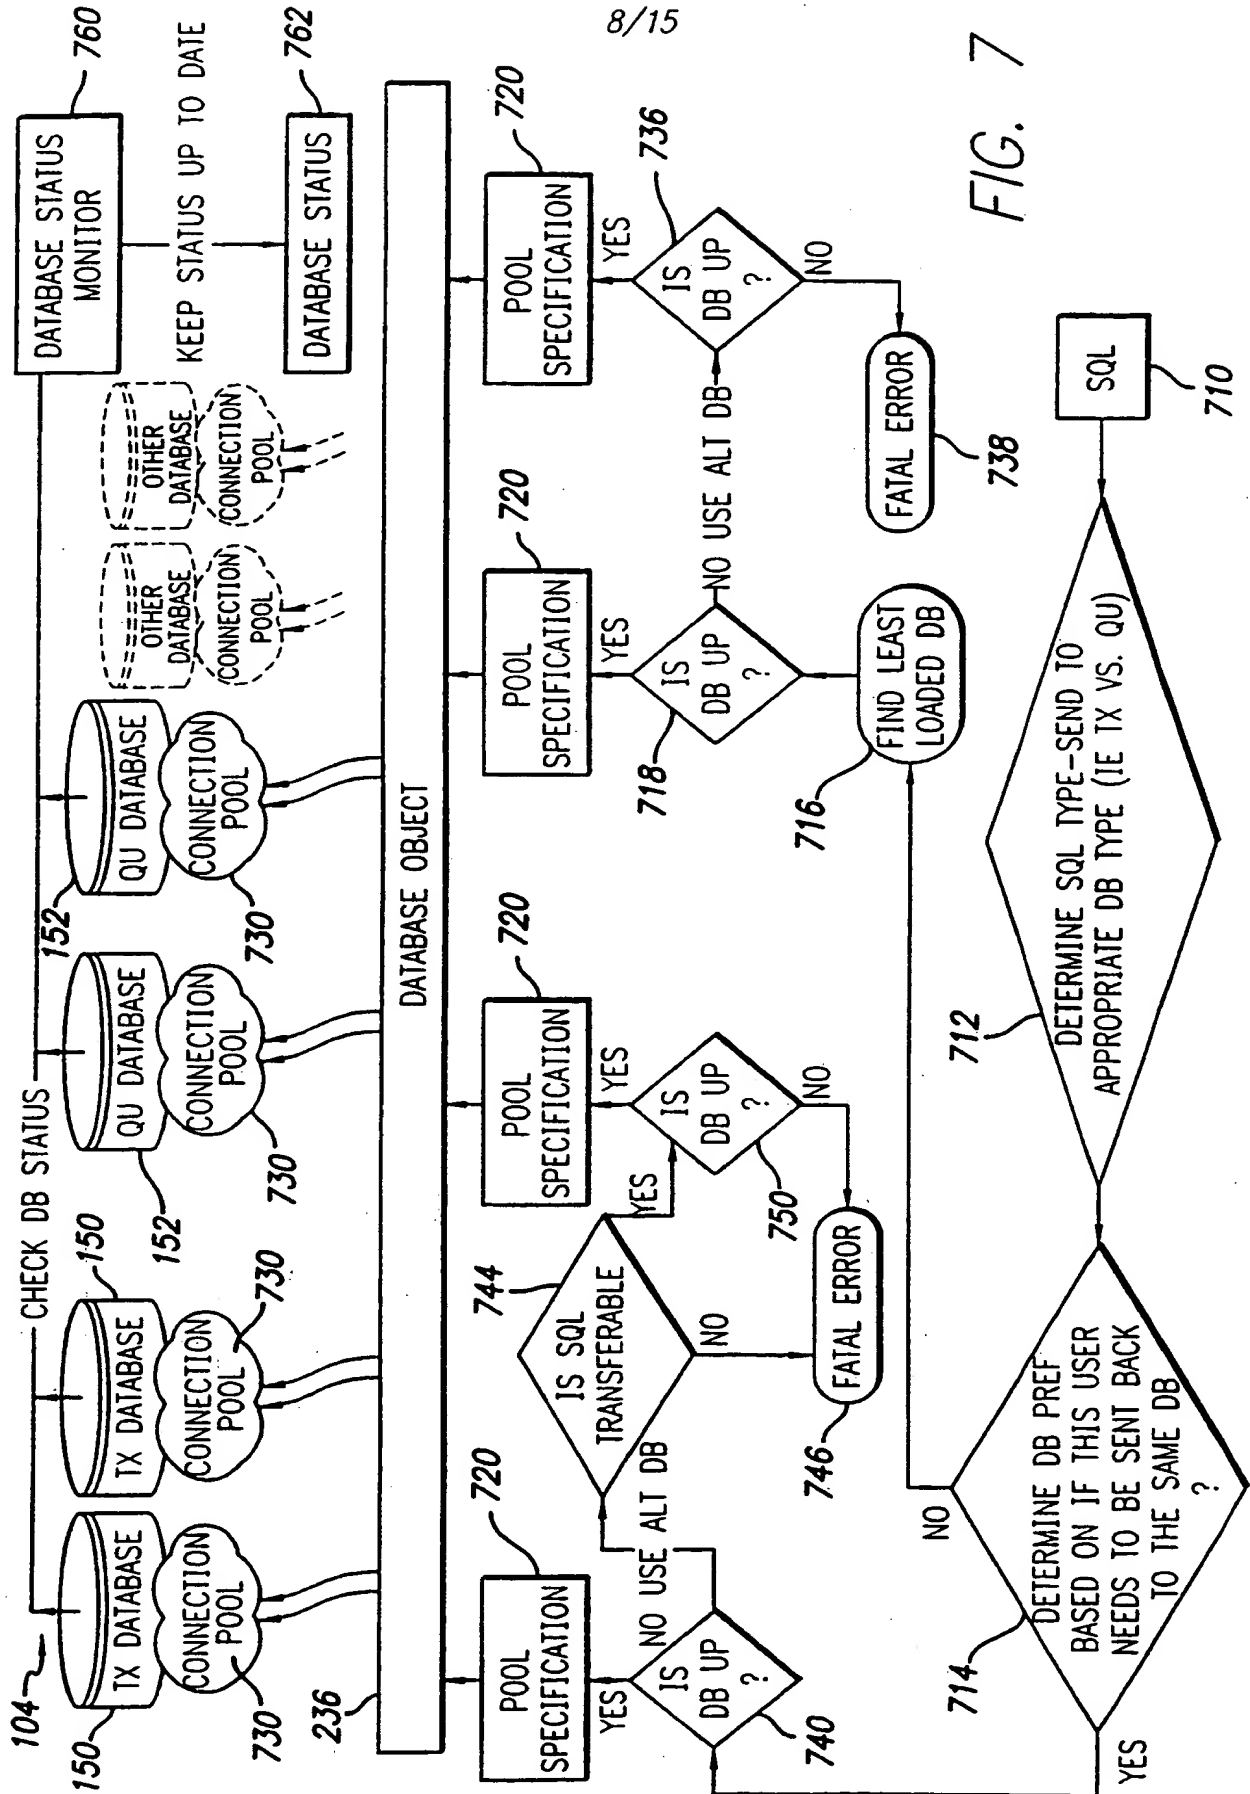 8/15
104
CHECK DB STATUS
DATABASE STATUS
MONITOR
760
KEEP STATUS UP TO DATE
DATABASE STATUS
762
150
TX DATABASE
CONNECTION
POOL
730
150
TX DATABASE
CONNECTION
POOL
730
152
QU DATABASE
CONNECTION
POOL
730
152
QU DATABASE
CONNECTION
POOL
730
OTHER
DATABASE
CONNECTION
POOL
OTHER
DATABASE
CONNECTION
POOL
236
DATABASE OBJECT
POOL
SPECIFICATION
720
POOL
SPECIFICATION
720
POOL
SPECIFICATION
720
POOL
SPECIFICATION
720
YES
IS
DB UP
?
740
NO USE ALT DB
IS SQL
TRANSFERABLE
744
YES
NO
YES
IS
DB UP
?
750
NO
FATAL ERROR
746
YES
IS
DB UP
?
718
NO USE ALT DB
YES
IS
DB UP
?
736
NO
FATAL ERROR
738
FIND LEAST
LOADED DB
716
NO
DETERMINE DB PREF
BASED ON IF THIS USER
NEEDS TO BE SENT BACK
TO THE SAME DB
?
714
YES
DETERMINE SQL TYPE-SEND TO
APPROPRIATE DB TYPE (IE TX VS. QU)
712
SQL
710
FIG. 7